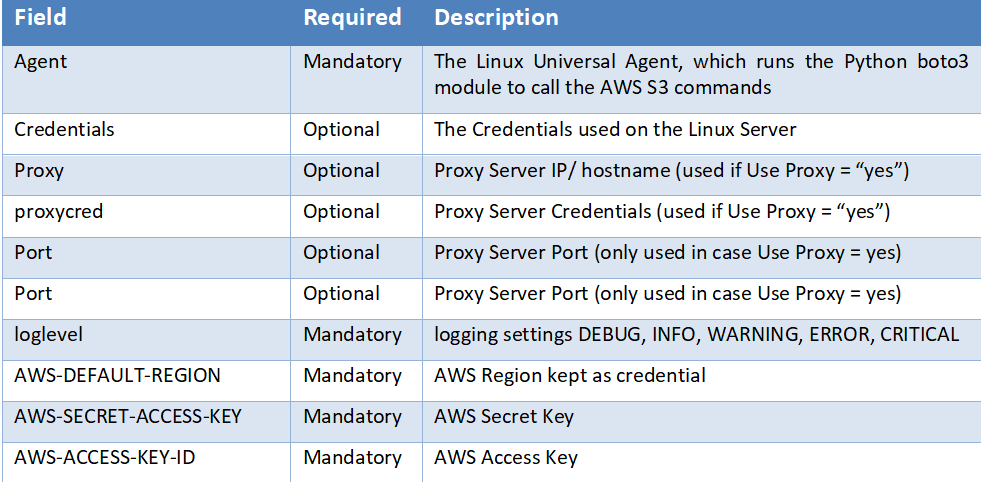 Field Required Description
Agent Mandatory The Linux Universal Agent, which runs the Python boto3
module to call the AWS S3 commands
Credentials Optional The Credentials used on the Linux Server
Proxy Optional Proxy Server IP/ hostname (used if Use Proxy = “yes”)
proxycred Optional Proxy Server Credentials (used if Use Proxy = “yes”)
Port Optional Proxy Server Port (only used in case Use Proxy = yes)
Port Optional Proxy Server Port (only used in case Use Proxy = yes)
loglevel Mandatory logging settings DEBUG, INFO, WARNING, ERROR, CRITICAL
AWS-DEFAULT-REGION Mandatory AWS Region kept as credential
AWS-SECRET-ACCESS-KEY Mandatory AWS Secret Key
AWS-ACCESS-KEY-ID Mandatory AWS Access Key